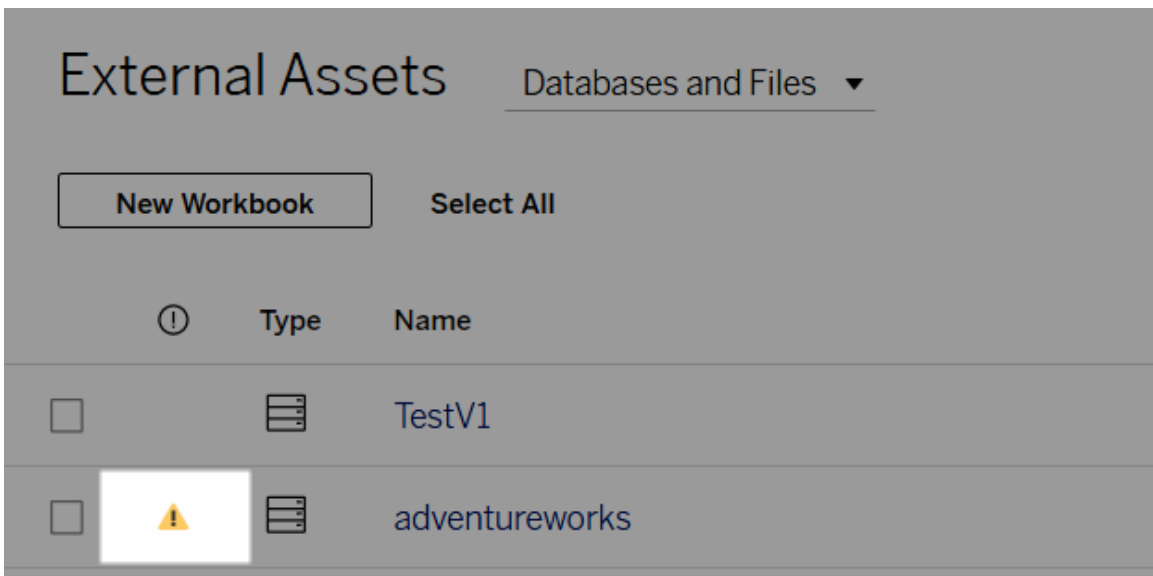 External Assets Databases and Files
New Workbook Select All
Type Name
TestV1
adventureworks